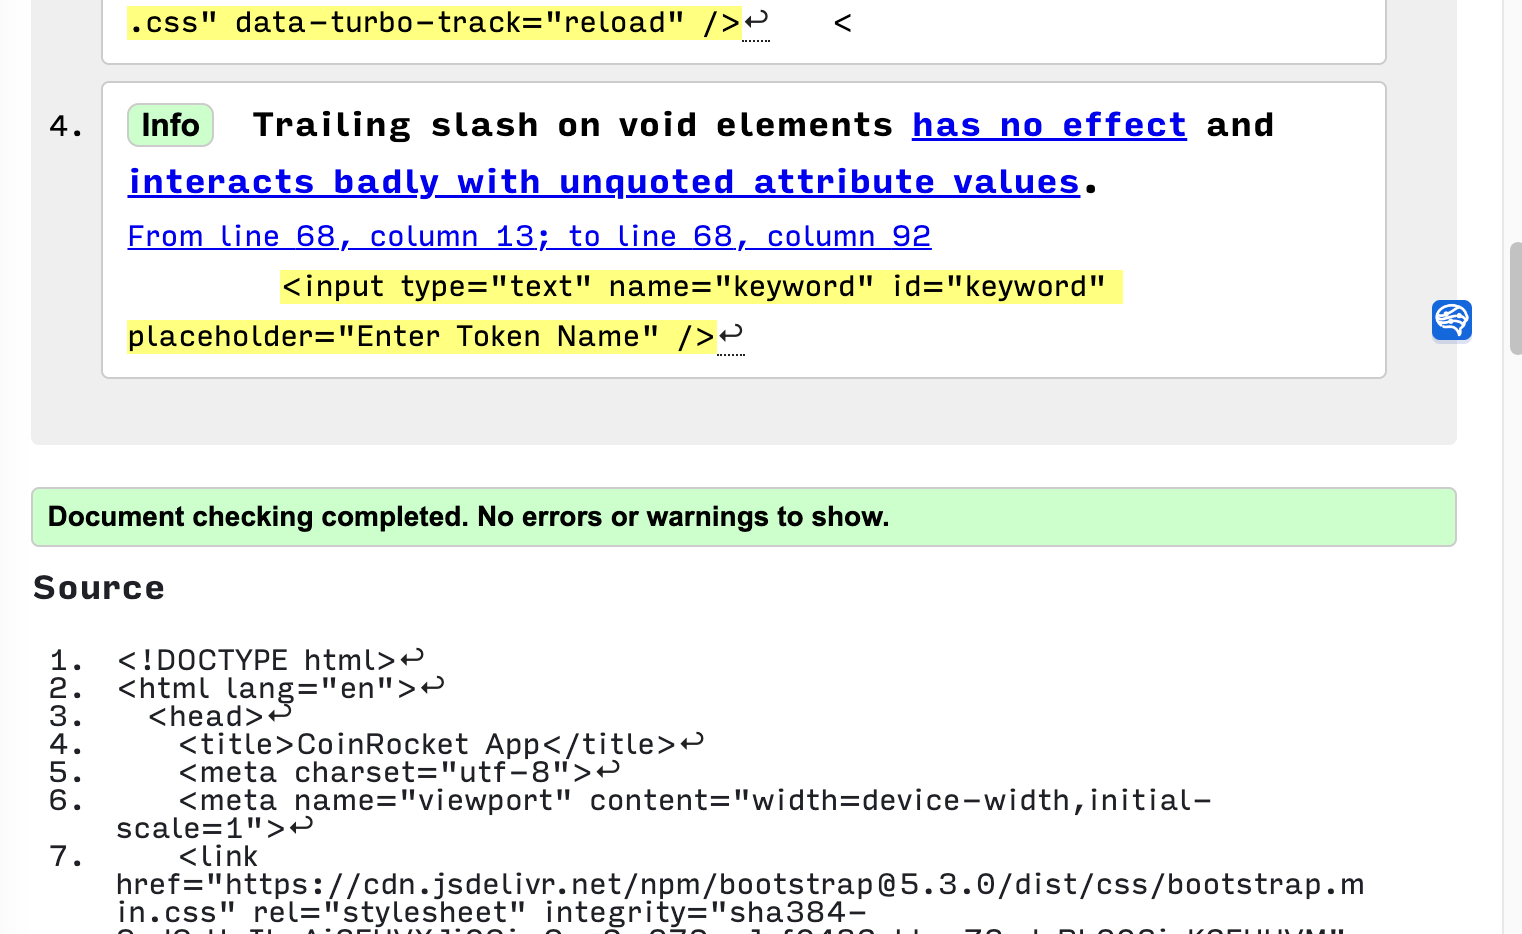 .css" data-turbo-track="reload" />↩    <
4. Info Trailing slash on void elements has no effect and
interacts badly with unquoted attribute values.
From line 68, column 13; to line 68, column 92
<input type="text" name="keyword" id="keyword"
placeholder="Enter Token Name" />↩
Document checking completed. No errors or warnings to show.
Source
1. <!DOCTYPE html>↩
2. <html lang="en">↩
3.   <head>↩
4.     <title>CoinRocket App</title>↩
5.     <meta charset="utf-8">↩
6.     <meta name="viewport" content="width=device-width,initial-
scale=1">↩
7.     <link
href="https://cdn.jsdelivr.net/npm/bootstrap@5.3.0/dist/css/bootstrap.m
in.css" rel="stylesheet" integrity="sha384-